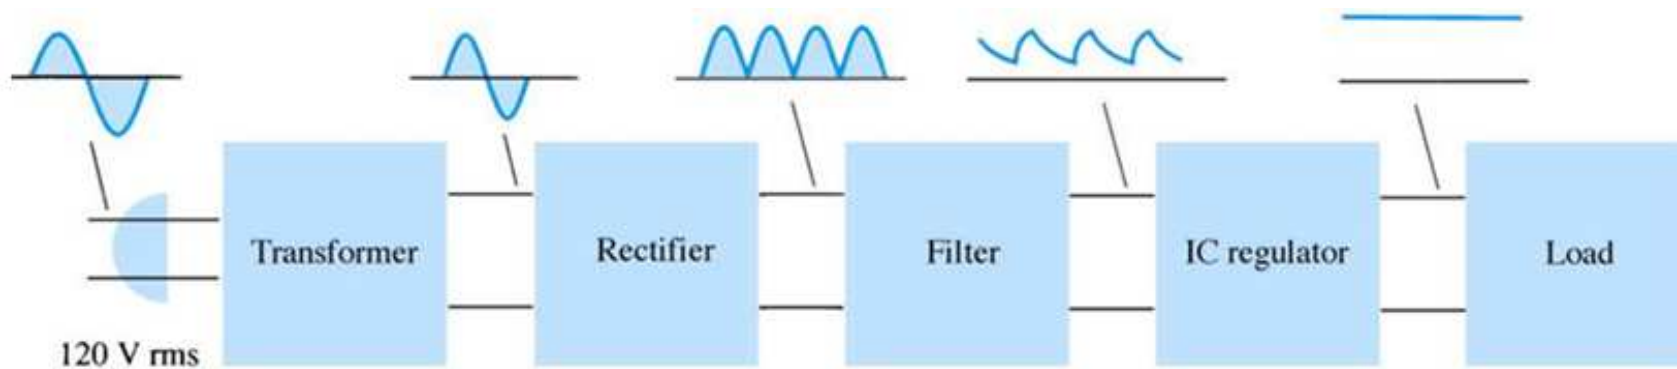 Transformer
Rectifier
Filter
IC regulator
Load
120 V rms